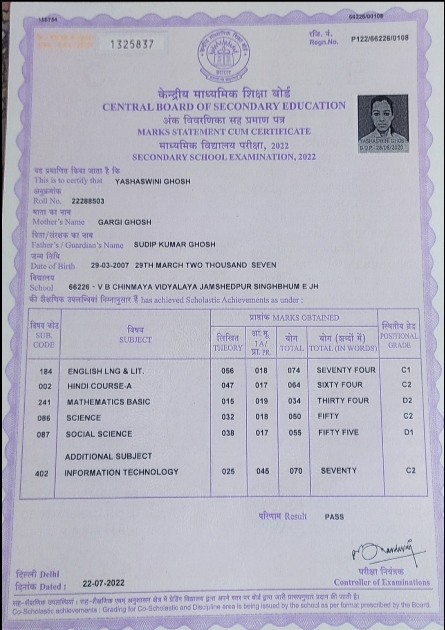 66226/0108
1325837
रजि. सं.
Regn.No. P122/66226/0108
केन्द्रीय माध्यमिक शिक्षा बोर्ड
CENTRAL BOARD OF SECONDARY EDUCATION
अंक विवरणिका सह प्रमाण पत्र
MARKS STATEMENT CUM CERTIFICATE
माध्यमिक विद्यालय परीक्षा, 2022
SECONDARY SCHOOL EXAMINATION, 2022
YASHASWINI GHOSH
यह प्रमाणित किया जाता है कि
This is to certify that YASHASWINI GHOSH
अनुक्रमांक
Roll No. 22288503
माता का नाम
Mother's Name GARGI GHOSH
पिता/संरक्षक का नाम
Father's / Guardian's Name SUDIP KUMAR GHOSH
जन्म तिथि
Date of Birth 29-03-2007 29TH MARCH TWO THOUSAND SEVEN
विद्यालय
School 66226 - V B CHINMAYA VIDYALAYA JAMSHEDPUR SINGHBHUM E JH
की शैक्षणिक उपलब्धियां निम्नानुसार हैं has achieved Scholastic Achievements as under :
विषय कोड SUB. CODE
विषय SUBJECT
प्राप्तांक MARKS OBTAINED
लिखित THEORY
आं.मू. IA/ प्रा. PR.
योग TOTAL
योग (शब्दों में) TOTAL (IN WORDS)
स्थितीय ग्रेड POSITIONAL GRADE
184 ENGLISH LNG & LIT. 056 018 074 SEVENTY FOUR C1
002 HINDI COURSE-A 047 017 064 SIXTY FOUR C2
241 MATHEMATICS BASIC 015 019 034 THIRTY FOUR D2
086 SCIENCE 032 018 050 FIFTY C2
087 SOCIAL SCIENCE 038 017 055 FIFTY FIVE D1
ADDITIONAL SUBJECT
402 INFORMATION TECHNOLOGY 025 045 070 SEVENTY C2
परिणाम Result PASS
दिल्ली Delhi
दिनांक Dated : 22-07-2022
परीक्षा नियंत्रक
Controller of Examinations
Co-Scholastic achievements : Grading for Co-Scholastic and Discipline area is being issued by the school as per format prescribed by the Board.